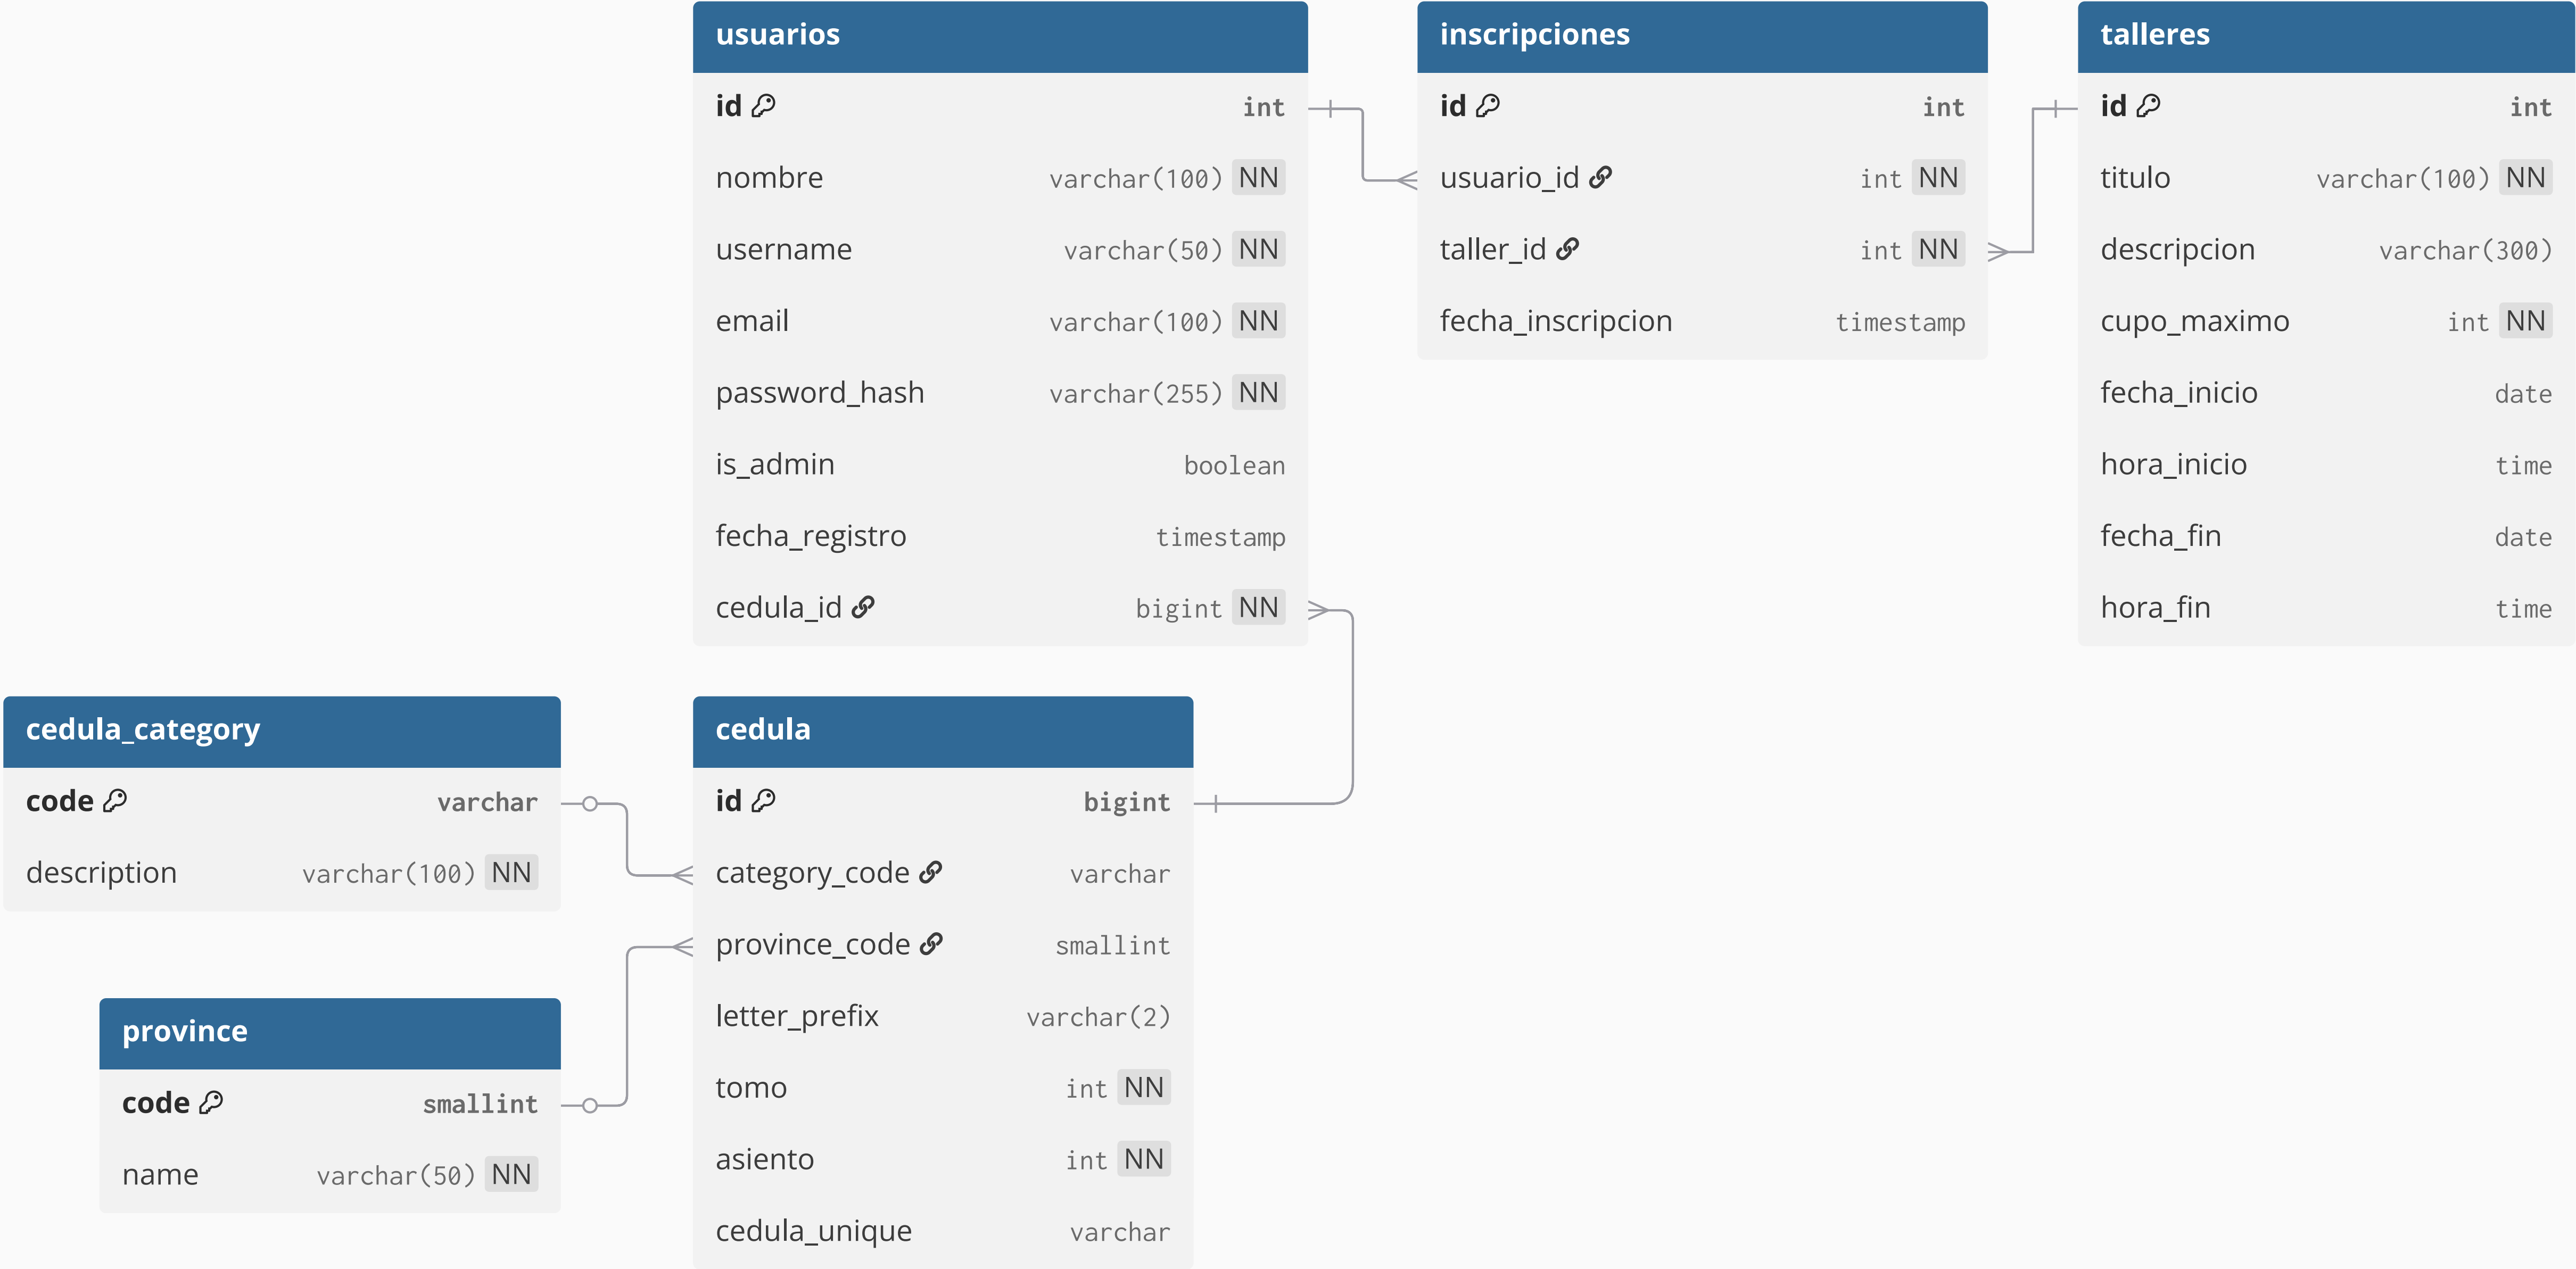 usuarios
id int
nombre varchar(100) NN
username varchar(50) NN
email varchar(100) NN
password_hash varchar(255) NN
is_admin boolean
fecha_registro timestamp
cedula_id bigint NN
inscripciones
id int
usuario_id int NN
taller_id int NN
fecha_inscripcion timestamp
talleres
id int
titulo varchar(100) NN
descripcion varchar(300)
cupo_maximo int NN
fecha_inicio date
hora_inicio time
fecha_fin date
hora_fin time
cedula_category
code varchar
description varchar(100) NN
province
code smallint
name varchar(50) NN
cedula
id bigint
category_code varchar
province_code smallint
letter_prefix varchar(2)
tomo int NN
asiento int NN
cedula_unique varchar